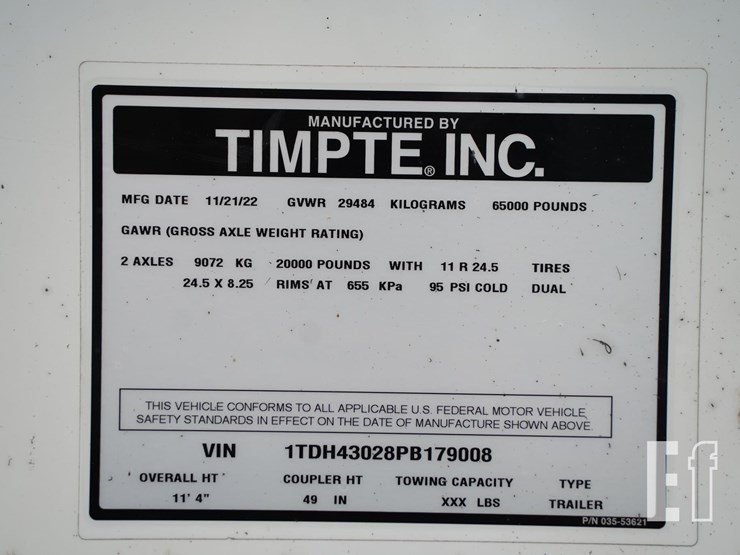 MANUFACTURED BY
TIMPTE® INC.
MFG DATE 11/21/22 GVWR 29484 KILOGRAMS 65000 POUNDS
GAWR (GROSS AXLE WEIGHT RATING)
2 AXLES 9072 KG 20000 POUNDS WITH 11 R 24.5 TIRES
24.5 X 8.25 RIMS AT 655 KPa 95 PSI COLD DUAL
THIS VEHICLE CONFORMS TO ALL APPLICABLE U.S. FEDERAL MOTOR VEHICLE
SAFETY STANDARDS IN EFFECT ON THE DATE OF MANUFACTURE SHOWN ABOVE.
VIN 1TDH43028PB179008
OVERALL HT COUPLER HT TOWING CAPACITY TYPE
11' 4" 49 IN XXX LBS TRAILER
P/N 035-53621
Ef